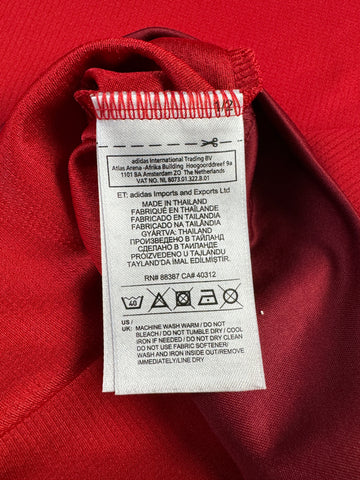 1/2
adidas International Trading BV
Atlas Arena -Afrika Building Hoogoorddreef 9a
1101 BA Amsterdam ZO The Netherlands
VAT NO. NL 8073.01.322.B.01
ET: adidas Imports and Exports Ltd
MADE IN THAILAND
FABRIQUÉ EN THAÏLANDE
FABRICADO EN TAILANDIA
FABRICADO NA TAILÂNDIA
GYÁRTVA: THAIFÖLD
ПРОИЗВЕДЕНО В ТАЙЛАНД
СДЕЛАНО В ТАИЛАНДЕ
PROIZVEDENO U TAJLANDU
TAYLAND'DA İMAL EDİLMİŞTİR.
RN# 88387 CA# 40312
40
US /
UK: MACHINE WASH WARM / DO NOT
BLEACH / DO NOT TUMBLE DRY / COOL
IRON IF NEEDED / DO NOT DRY CLEAN /
DO NOT USE FABRIC SOFTENER/
WASH AND IRON INSIDE OUT/REMOVE
IMMEDIATELY/LINE DRY